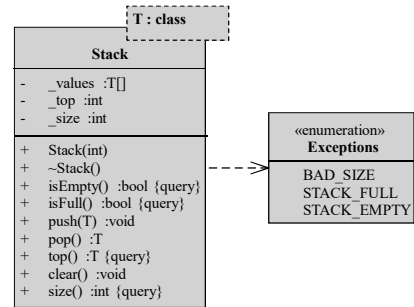 T : class
Stack
- _values :T[]
- _top :int
- _size :int
+ Stack(int)
+ ~Stack()
+ isEmpty() :bool {query}
+ isFull() :bool {query}
+ push(T) :void
+ pop() :T
+ top() :T {query}
+ clear() :void
+ size() :int {query}
«enumeration»
Exceptions
BAD_SIZE
STACK_FULL
STACK_EMPTY